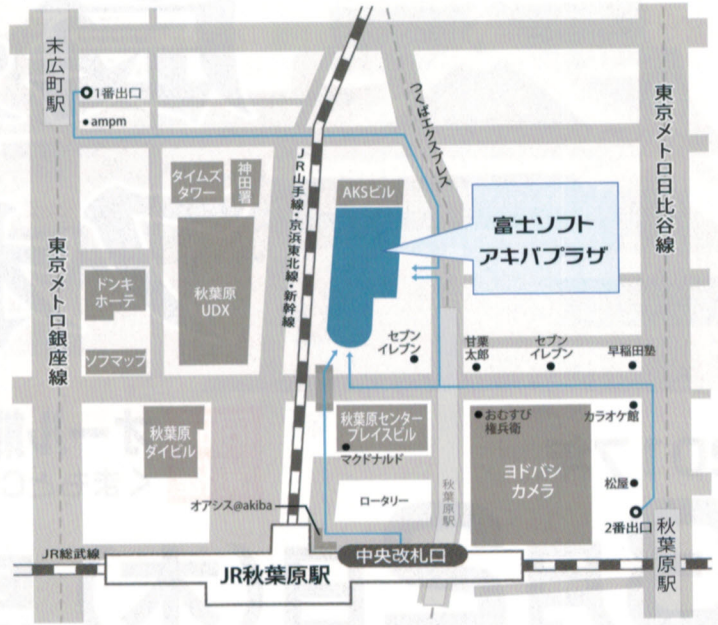 末広町駅
1番出口
ampm
つくばエクスプレス
東京メトロ日比谷線
タイムズ
タワー
神田署
JR山手線・京浜東北線・新幹線
AKSビル
富士ソフト
アキバプラザ
東京メトロ銀座線
ドンキ
ホーテ
秋葉原
UDX
ソフマップ
セブン
イレブン
甘栗
太郎
セブン
イレブン
早稲田塾
秋葉原
ダイビル
秋葉原センター
プレイスビル
マクドナルド
おむすび
権兵衛
カラオケ館
ヨドバシ
カメラ
松屋
2番出口
オアシス@akiba
ロータリー
秋葉原駅
秋葉原駅
JR総武線
中央改札口
JR秋葉原駅